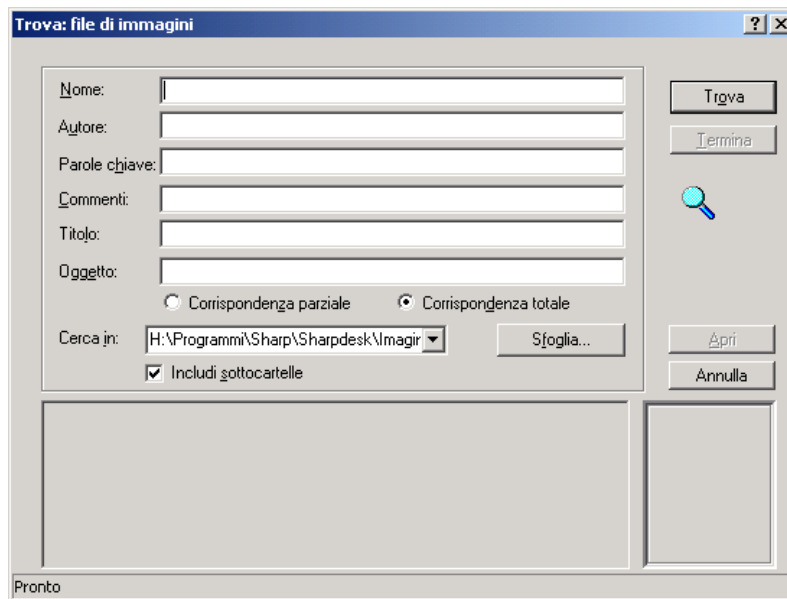 Trova: file di immagini
Nome:
Trova
Autore:
Termina
Parole chiave:
Commenti:
Titolo:
Oggetto:
Corrispondenza parziale Corrispondenza totale
Cerca in: H:\Programmi\Sharp\Sharpdesk\Imagir Sfoglia... Apri
Includi sottocartelle Annulla
Pronto